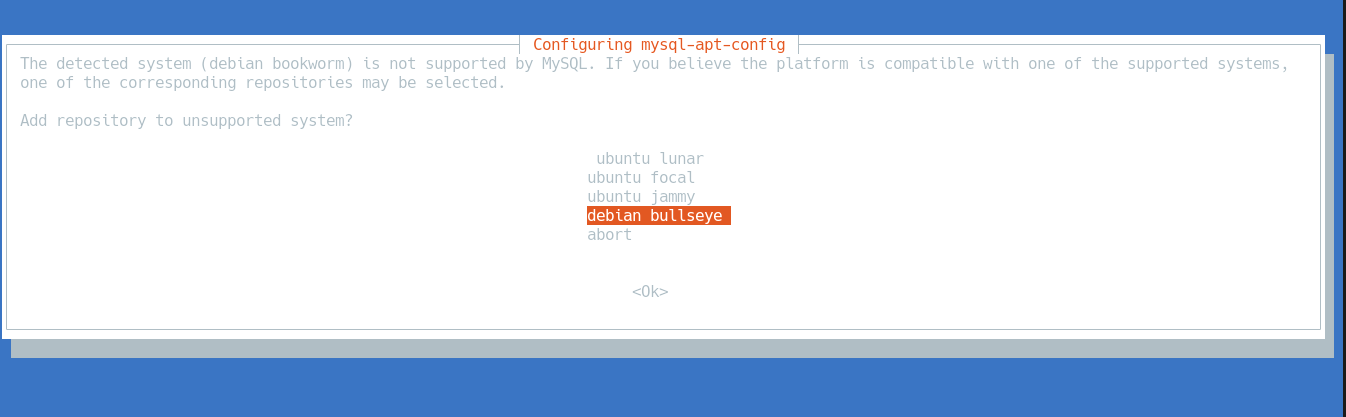 Configuring mysql-apt-config
The detected system (debian bookworm) is not supported by MySQL. If you believe the platform is compatible with one of the supported systems,
one of the corresponding repositories may be selected.
Add repository to unsupported system?
ubuntu lunar
ubuntu focal
ubuntu jammy
debian bullseye
abort
<Ok>